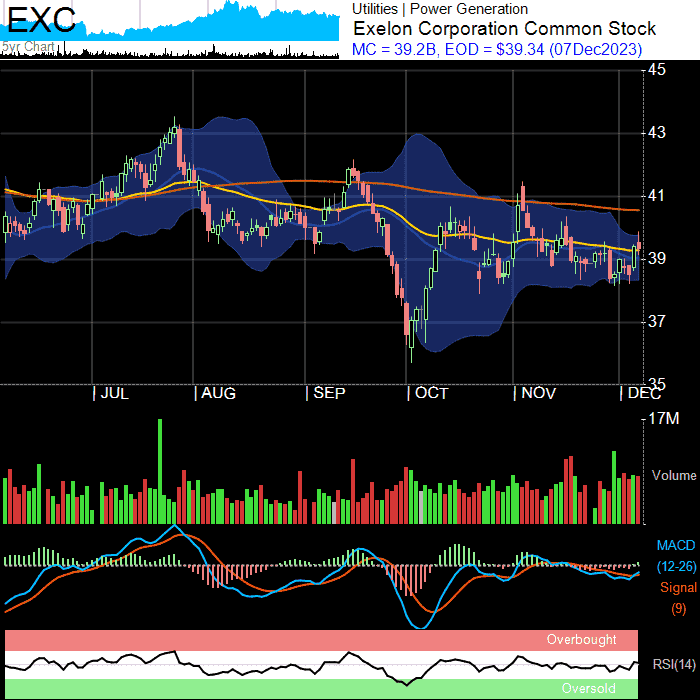 EXC
5yr Chart
Utilities | Power Generation
Exelon Corporation Common Stock
MC = 39.2B, EOD = $39.34 (07Dec2023)
45
43
41
39
37
35
JUL AUG SEP OCT NOV DEC
17M
Volume
MACD
(12-26)
Signal
(9)
Overbought
RSI(14)
Oversold